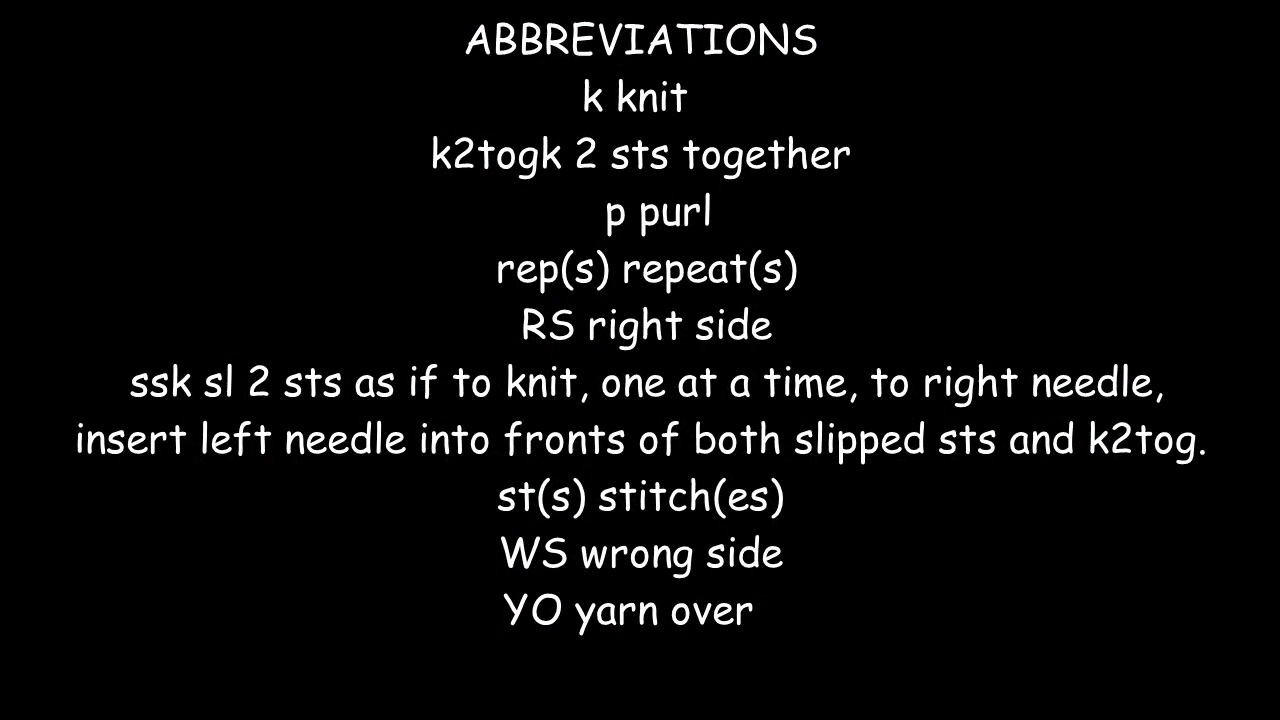 ABBREVIATIONS
k knit
k2togk 2 sts together
p purl
rep(s) repeat(s)
RS right side
ssk sl 2 sts as if to knit, one at a time, to right needle,
insert left needle into fronts of both slipped sts and k2tog.
st(s) stitch(es)
WS wrong side
YO yarn over